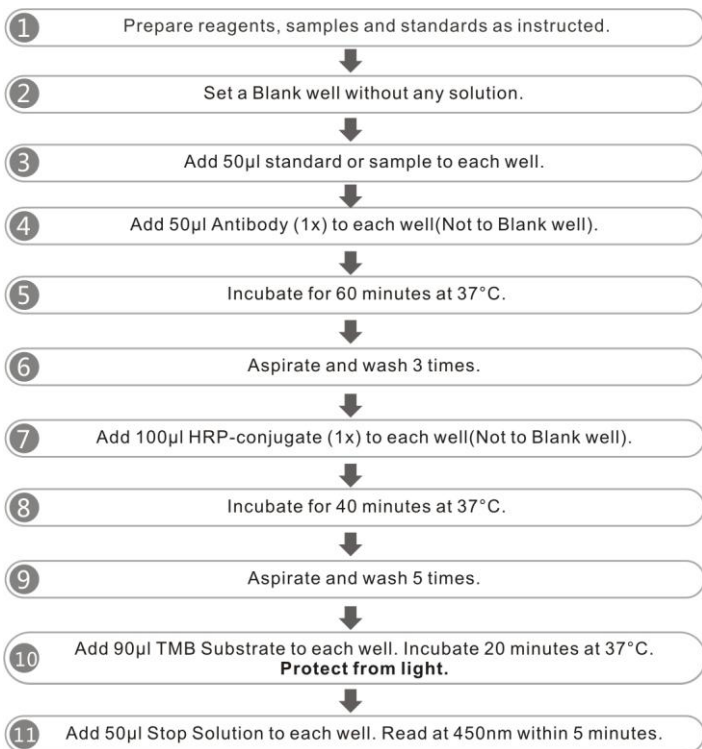 1 Prepare reagents, samples and standards as instructed.
2 Set a Blank well without any solution.
3 Add 50μl standard or sample to each well.
4 Add 50μl Antibody (1x) to each well(Not to Blank well).
5 Incubate for 60 minutes at 37°C.
6 Aspirate and wash 3 times.
7 Add 100μl HRP-conjugate (1x) to each well(Not to Blank well).
8 Incubate for 40 minutes at 37°C.
9 Aspirate and wash 5 times.
10 Add 90μl TMB Substrate to each well. Incubate 20 minutes at 37°C.
Protect from light.
11 Add 50μl Stop Solution to each well. Read at 450nm within 5 minutes.